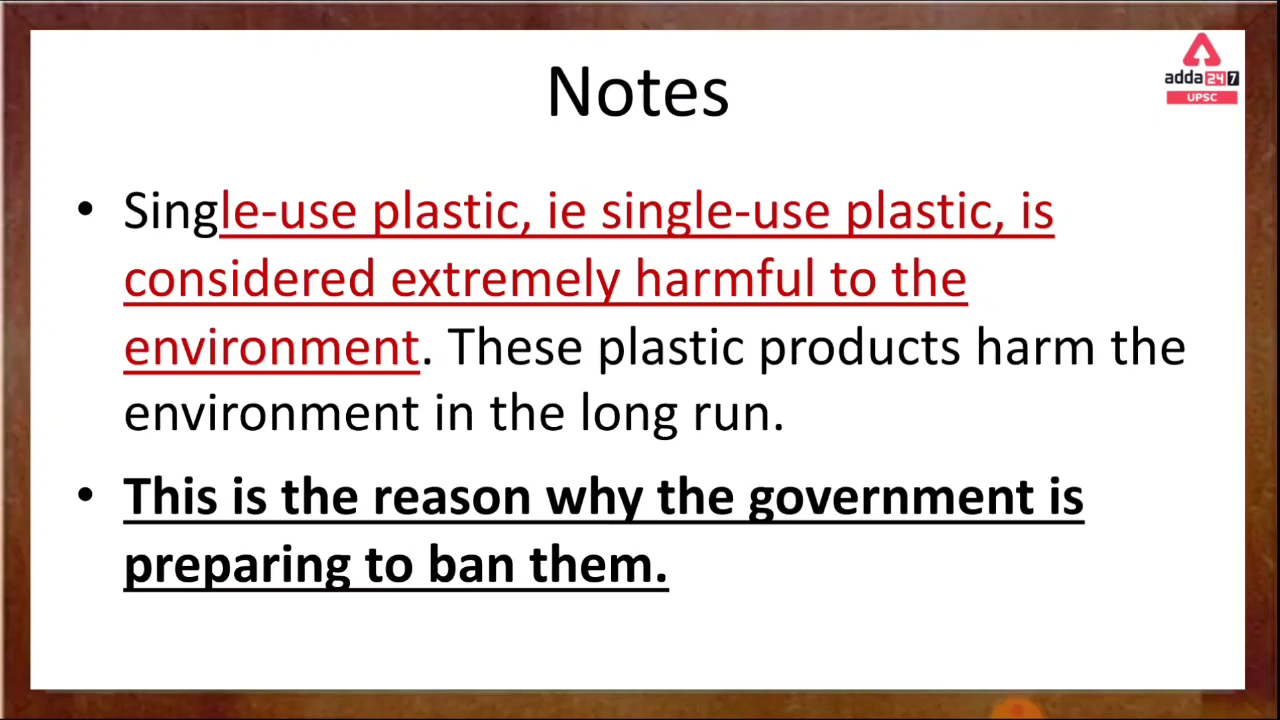 Notes
adda247
UPSC
• Single-use plastic, ie single-use plastic, is
considered extremely harmful to the
environment. These plastic products harm the
environment in the long run.
• This is the reason why the government is
preparing to ban them.